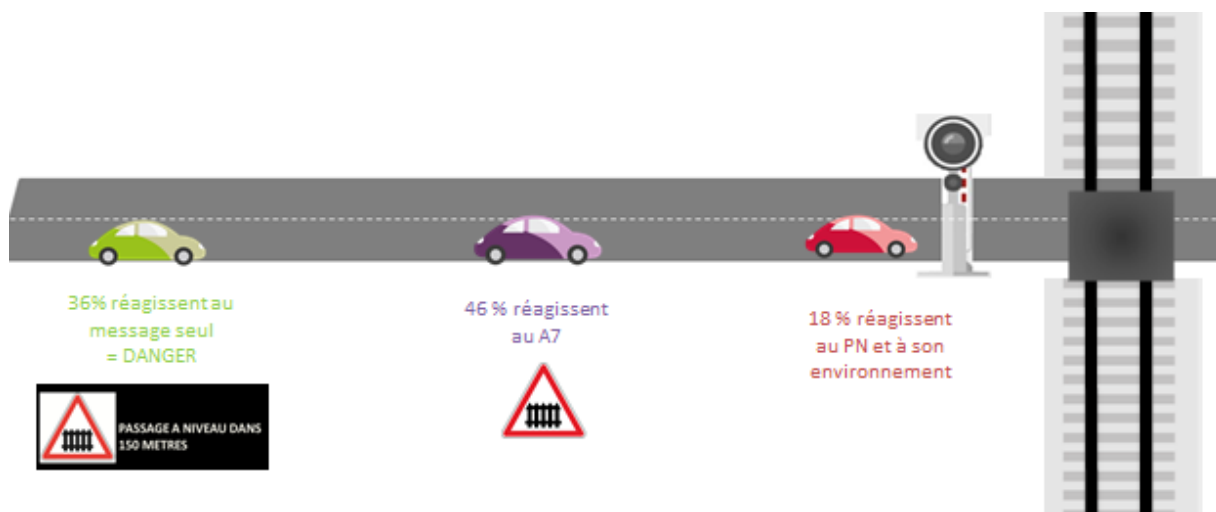 36% réagissent au
message seul
= DANGER
PASSAGE A NIVEAU DANS
150 METRES
46 % réagissent
au A7
18 % réagissent
au PN et à son
environnement